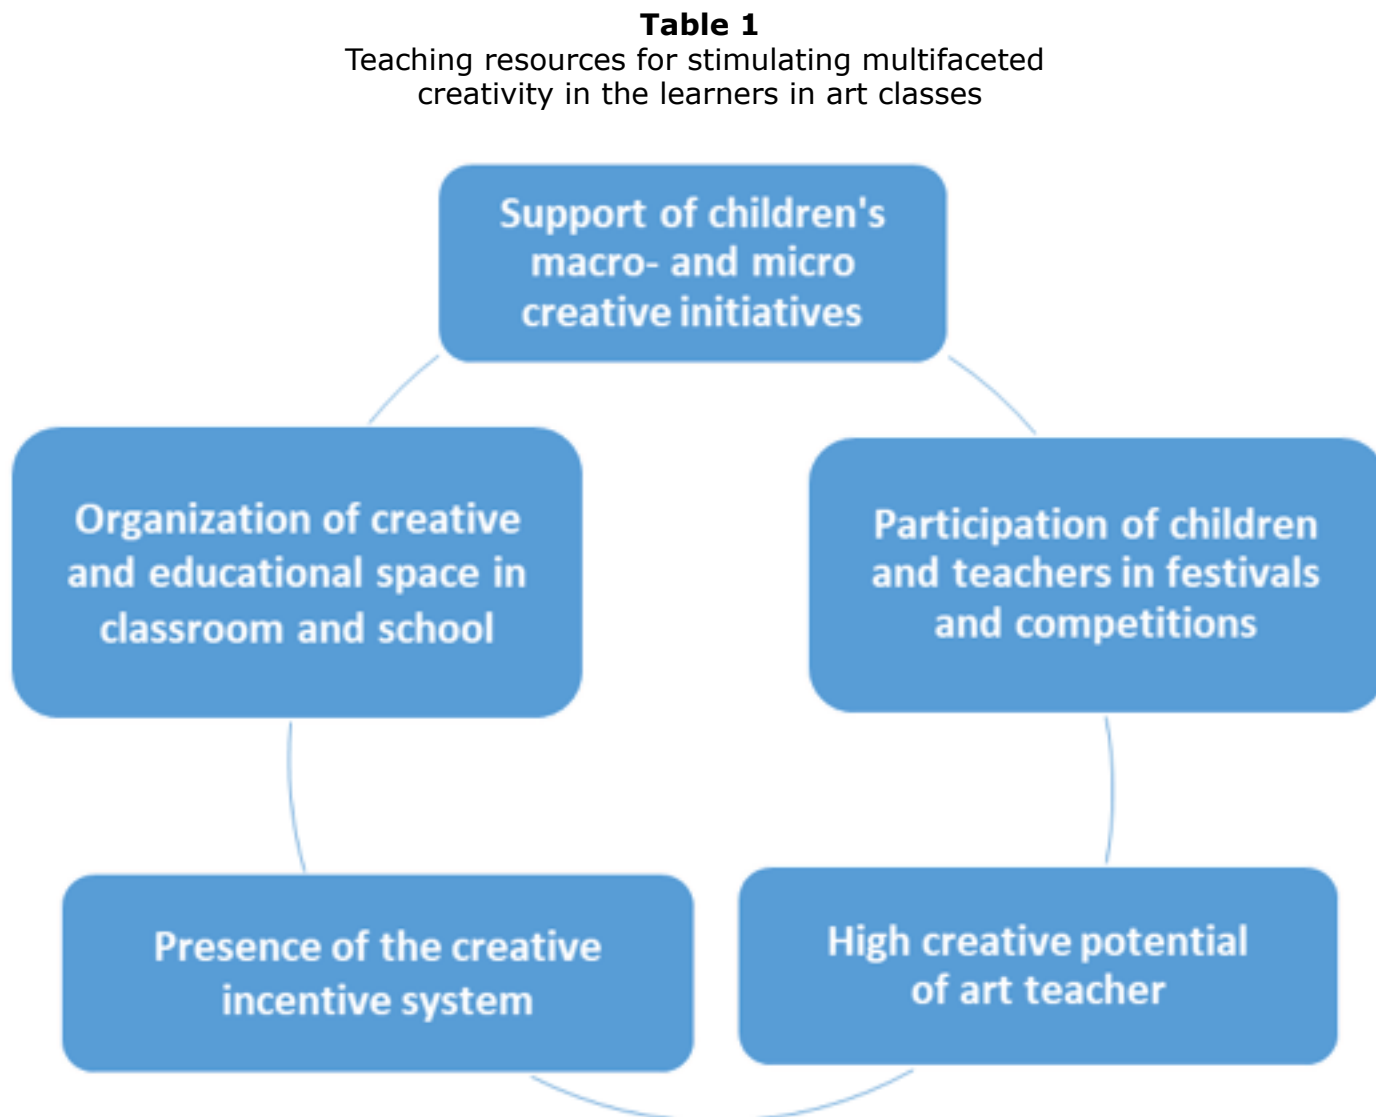 Table 1
Teaching resources for stimulating multifaceted
creativity in the learners in art classes
Support of children's
macro- and micro
creative initiatives
Organization of creative
and educational space in
classroom and school
Participation of children
and teachers in festivals
and competitions
Presence of the creative
incentive system
High creative potential
of art teacher